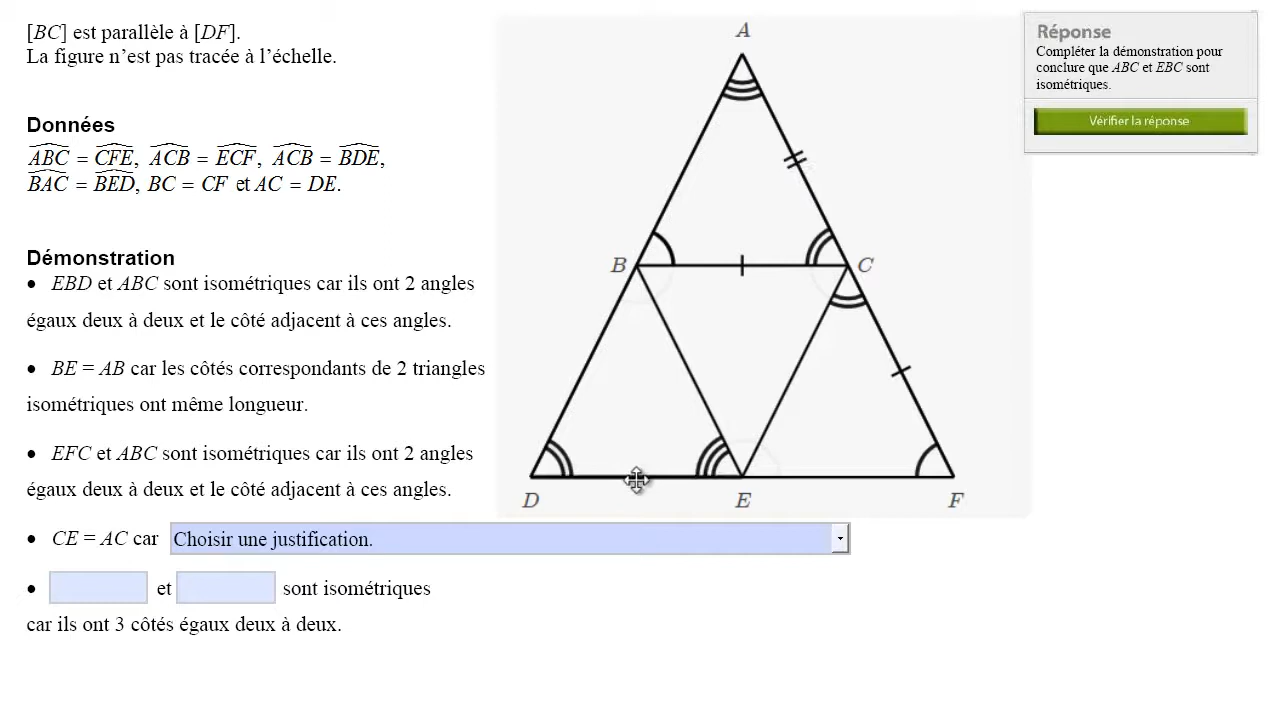 [BC] est parallèle à [DF].
La figure n’est pas tracée à l’échelle.
Données
ABC = CFE, ACB = ECF, ACB = BDE,
BAC = BED, BC = CF et AC = DE.
Démonstration
• EBD et ABC sont isométriques car ils ont 2 angles
égaux deux à deux et le côté adjacent à ces angles.
• BE = AB car les côtés correspondants de 2 triangles
isométriques ont même longueur.
• EFC et ABC sont isométriques car ils ont 2 angles
égaux deux à deux et le côté adjacent à ces angles.
• CE = AC car Choisir une justification.
• et sont isométriques
car ils ont 3 côtés égaux deux à deux.
A
B
C
D
E
F
Réponse
Compléter la démonstration pour
conclure que ABC et EBC sont
isométriques.
Vérifier la réponse